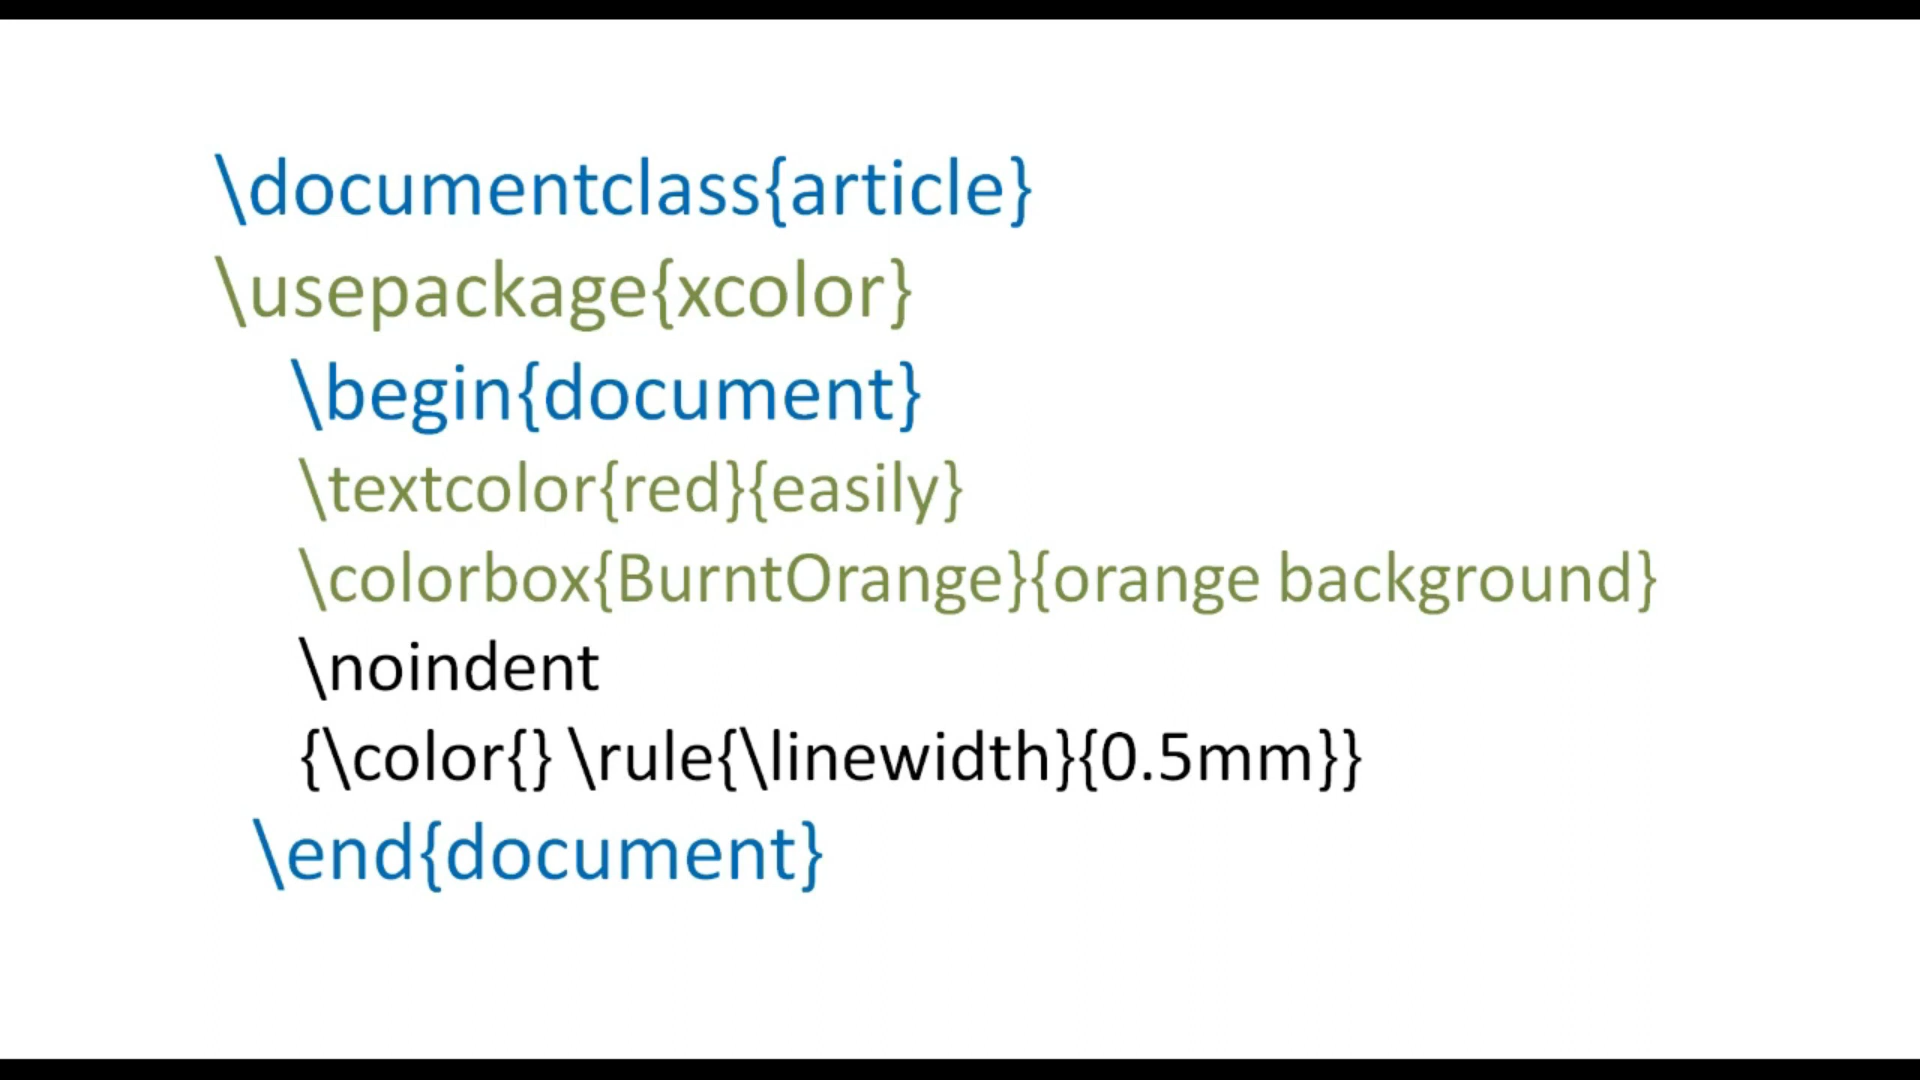 \documentclass{article}
\usepackage{xcolor}
\begin{document}
\textcolor{red}{easily}
\colorbox{BurntOrange}{orange background}
\noindent
{\color{} \rule{\linewidth}{0.5mm}}
\end{document}